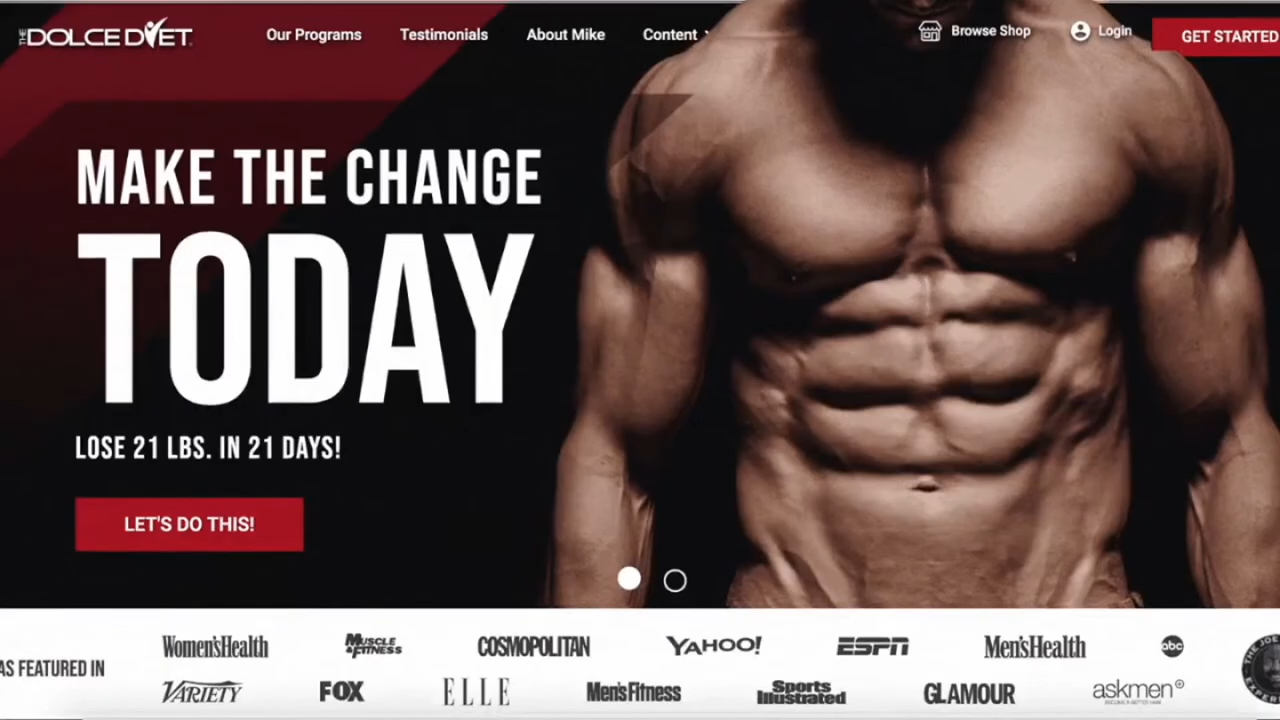 THE DOLCE DIET
Our Programs Testimonials About Mike Content Browse Shop Login GET STARTED
MAKE THE CHANGE
TODAY
LOSE 21 LBS. IN 21 DAYS!
LET'S DO THIS!
AS FEATURED IN
Women'sHealth MUSCLE & FITNESS COSMOPOLITAN YAHOO! ESPN Men'sHealth abc
VARIETY FOX ELLE Men'sFitness Sports Illustrated GLAMOUR askmen
THE JOE